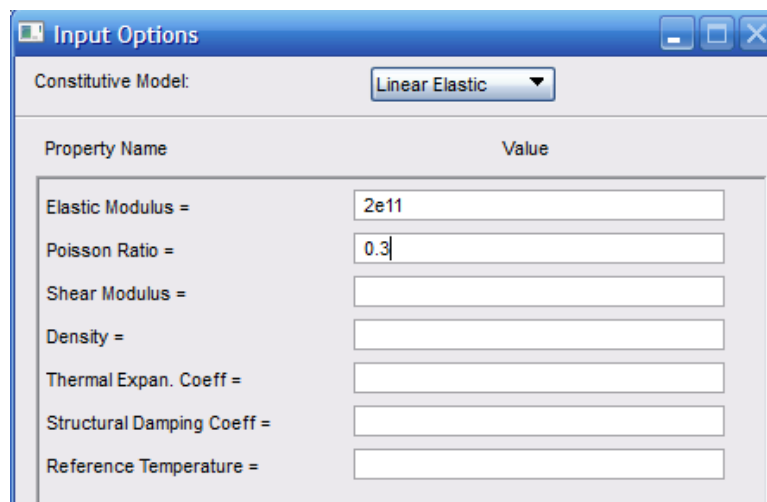 Input Options
Constitutive Model: Linear Elastic
Property Name Value
Elastic Modulus = 2e11
Poisson Ratio = 0.3
Shear Modulus =
Density =
Thermal Expan. Coeff =
Structural Damping Coeff =
Reference Temperature =